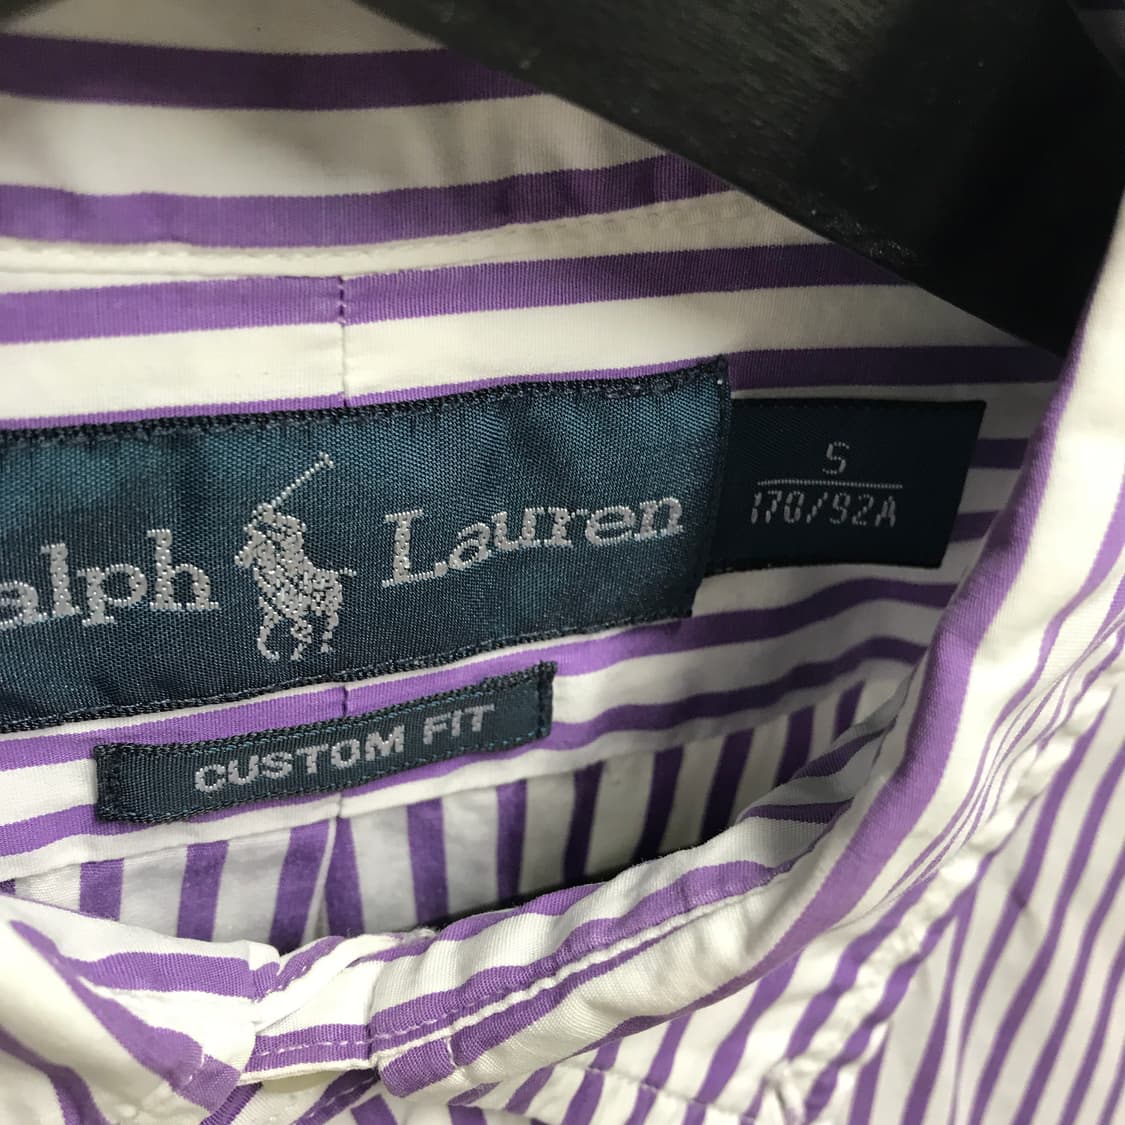 alph Lauren
S
170/92A
CUSTOM FIT